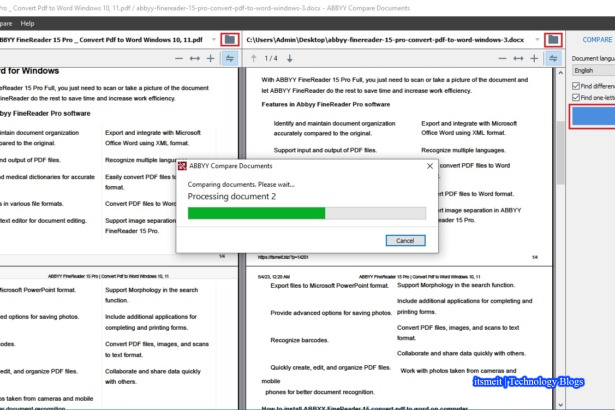 Pro _ Convert Pdf to Word Windows 10, 11.pdf / abbyy-finereader-15-pro-convert-pdf-to-word-windows-3.docx - ABBYY Compare Documents
Help
FineReader 15 Pro _ Convert Pdf to Word Windows 10, 11.pdf
C:\Users\Admin\Desktop\abbyy-finereader-15-pro-convert-pdf-to-word-windows-3.docx
COMPARE
1 / 4
Document
English
Find
Find
for Windows
15 Pro Full, you just need to scan or take a picture of the document
FineReader do the rest to save time and increase work efficiency.
FineReader Pro software
maintain document organization
compared to the original.
Export and integrate with Microsoft
Office Word using XML format.
and output of PDF files.
Recognize multiple
and medical dictionaries for accurate
Easily convert PDF files to
format.
in various file formats.
Convert PDF files to Word
text editor for document editing.
Support image separation
FineReader 15 Pro.
1/4
With ABBYY FineReader 15 Pro Full, you just need to scan or take a picture of the document and
let ABBYY FineReader do the rest to save time and increase work efficiency.
Features in Abbyy FineReader Pro software
Identify and maintain document organization
accurately compared to the original.
Export and integrate with Microsoft
Office Word using XML format.
Support input and output of PDF files.
Recognize multiple languages.
convert PDF files to Word
PDF files to Word format.
image separation in ABBYY
15 Pro.
https://itsmeit.biz/?p=14201
1/4
ABBYY Compare Documents
Comparing documents. Please wait...
Processing document 2
Cancel
ABBYY FineReader 15 Pro | Convert Pdf to Word Windows 10, 11
Microsoft PowerPoint format.
Support Morphology in the search
function.
options for saving photos.
Include additional applications for
completing and printing forms.
Convert PDF files, images, and scans
to text format.
edit, and organize PDF files.
Collaborate and share data quickly
with others.
photos taken from cameras and mobile
document recognition.
5/4/23, 12:20 AM
ABBYY FineReader 15 Pro | Convert Pdf to Word Windows 10, 11
Export files to Microsoft PowerPoint format.
Support Morphology in the search
function.
Include additional applications for completing and
printing forms.
Provide advanced options for saving photos.
Convert PDF files, images, and scans to text
format.
Recognize barcodes.
Collaborate and share data quickly with others.
Quickly create, edit, and organize PDF files.
Work with photos taken from cameras and
mobile
phones for better document recognition.
How to install ABBYY FineReader 15 convert pdf to word on computer
itsmeit | Technology Blogs